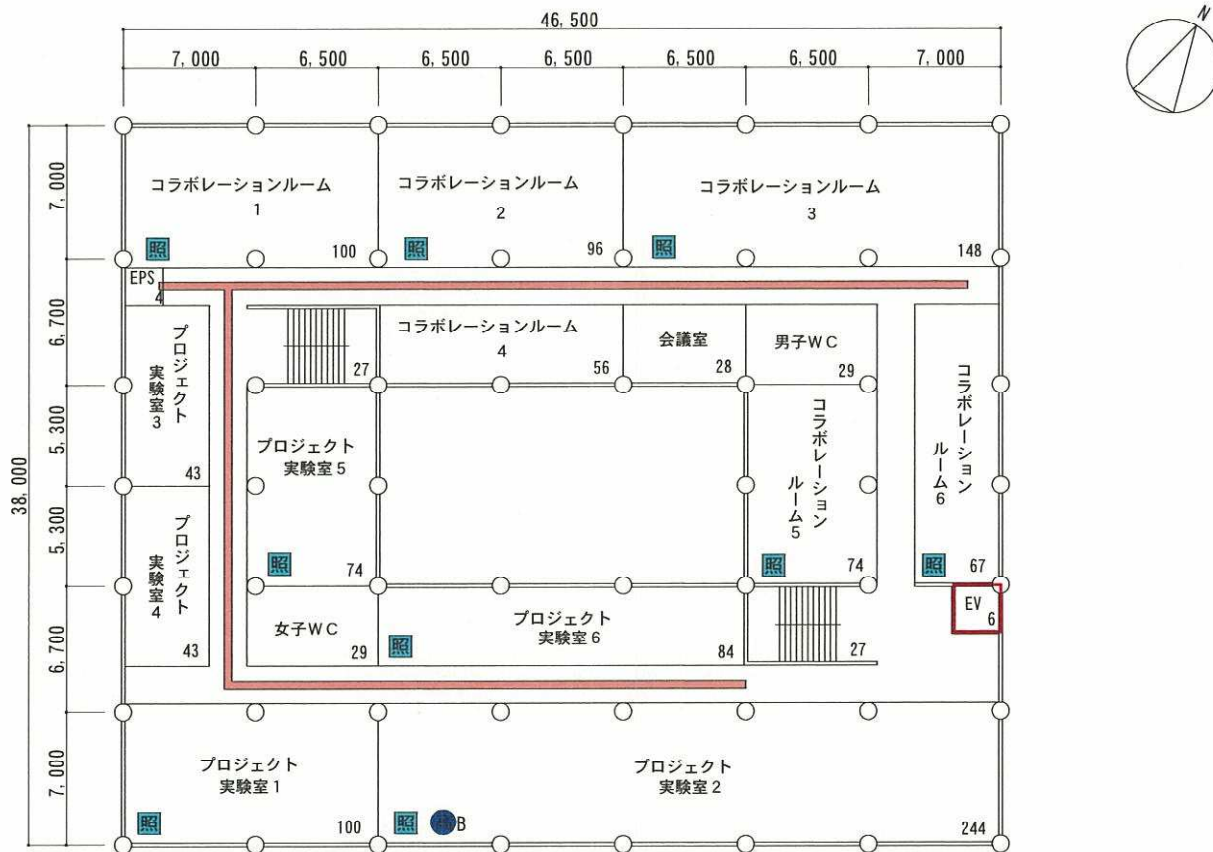 46,500
7,000
6,500
6,500
6,500
6,500
6,500
7,000
N
38,000
7,000
6,700
5,300
5,300
6,700
7,000
コラボレーションルーム
1
照
100
コラボレーションルーム
2
照
96
コラボレーションルーム
3
照
148
EPS
4
27
コラボレーションルーム
4
56
会議室
28
男子WC
29
プロジェクト
実験室3
43
プロジェクト
実験室5
照
74
コラボレーション
ルーム5
照
74
コラボレーション
ルーム6
照
67
プロジェクト
実験室4
43
女子WC
29
プロジェクト
実験室6
照
84
27
EV
6
プロジェクト
実験室1
照
100
プロジェクト
実験室2
照
B
244